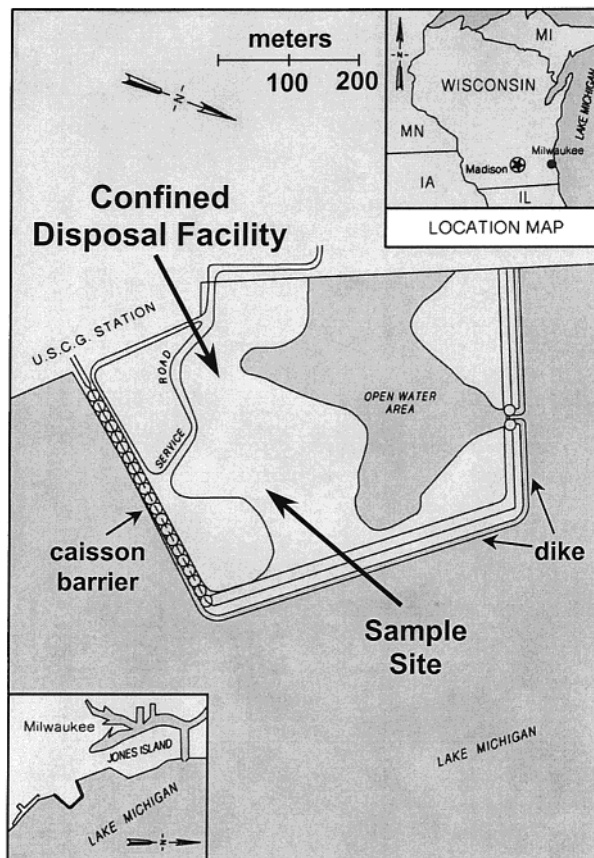 meters
100 200
N
MI
WISCONSIN
MN
LAKE MICHIGAN
Milwaukee
Madison
IA
IL
LOCATION MAP
Confined
Disposal Facility
U.S.C.G. STATION
ROAD
SERVICE
OPEN WATER
AREA
caisson
barrier
dike
Sample
Site
LAKE MICHIGAN
Milwaukee
JONES ISLAND
LAKE MICHIGAN
N